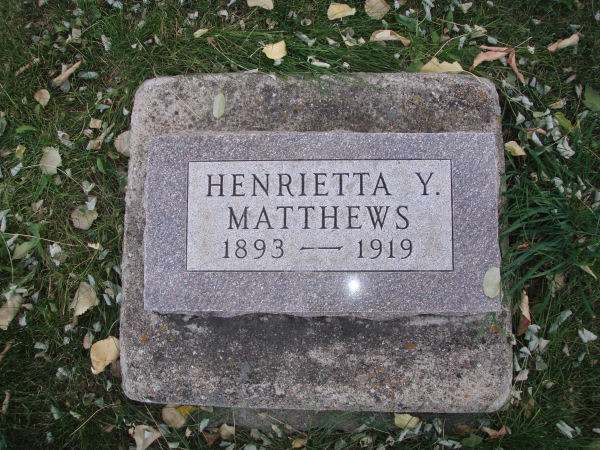 HENRIETTA Y.
MATTHEWS
1893 — 1919